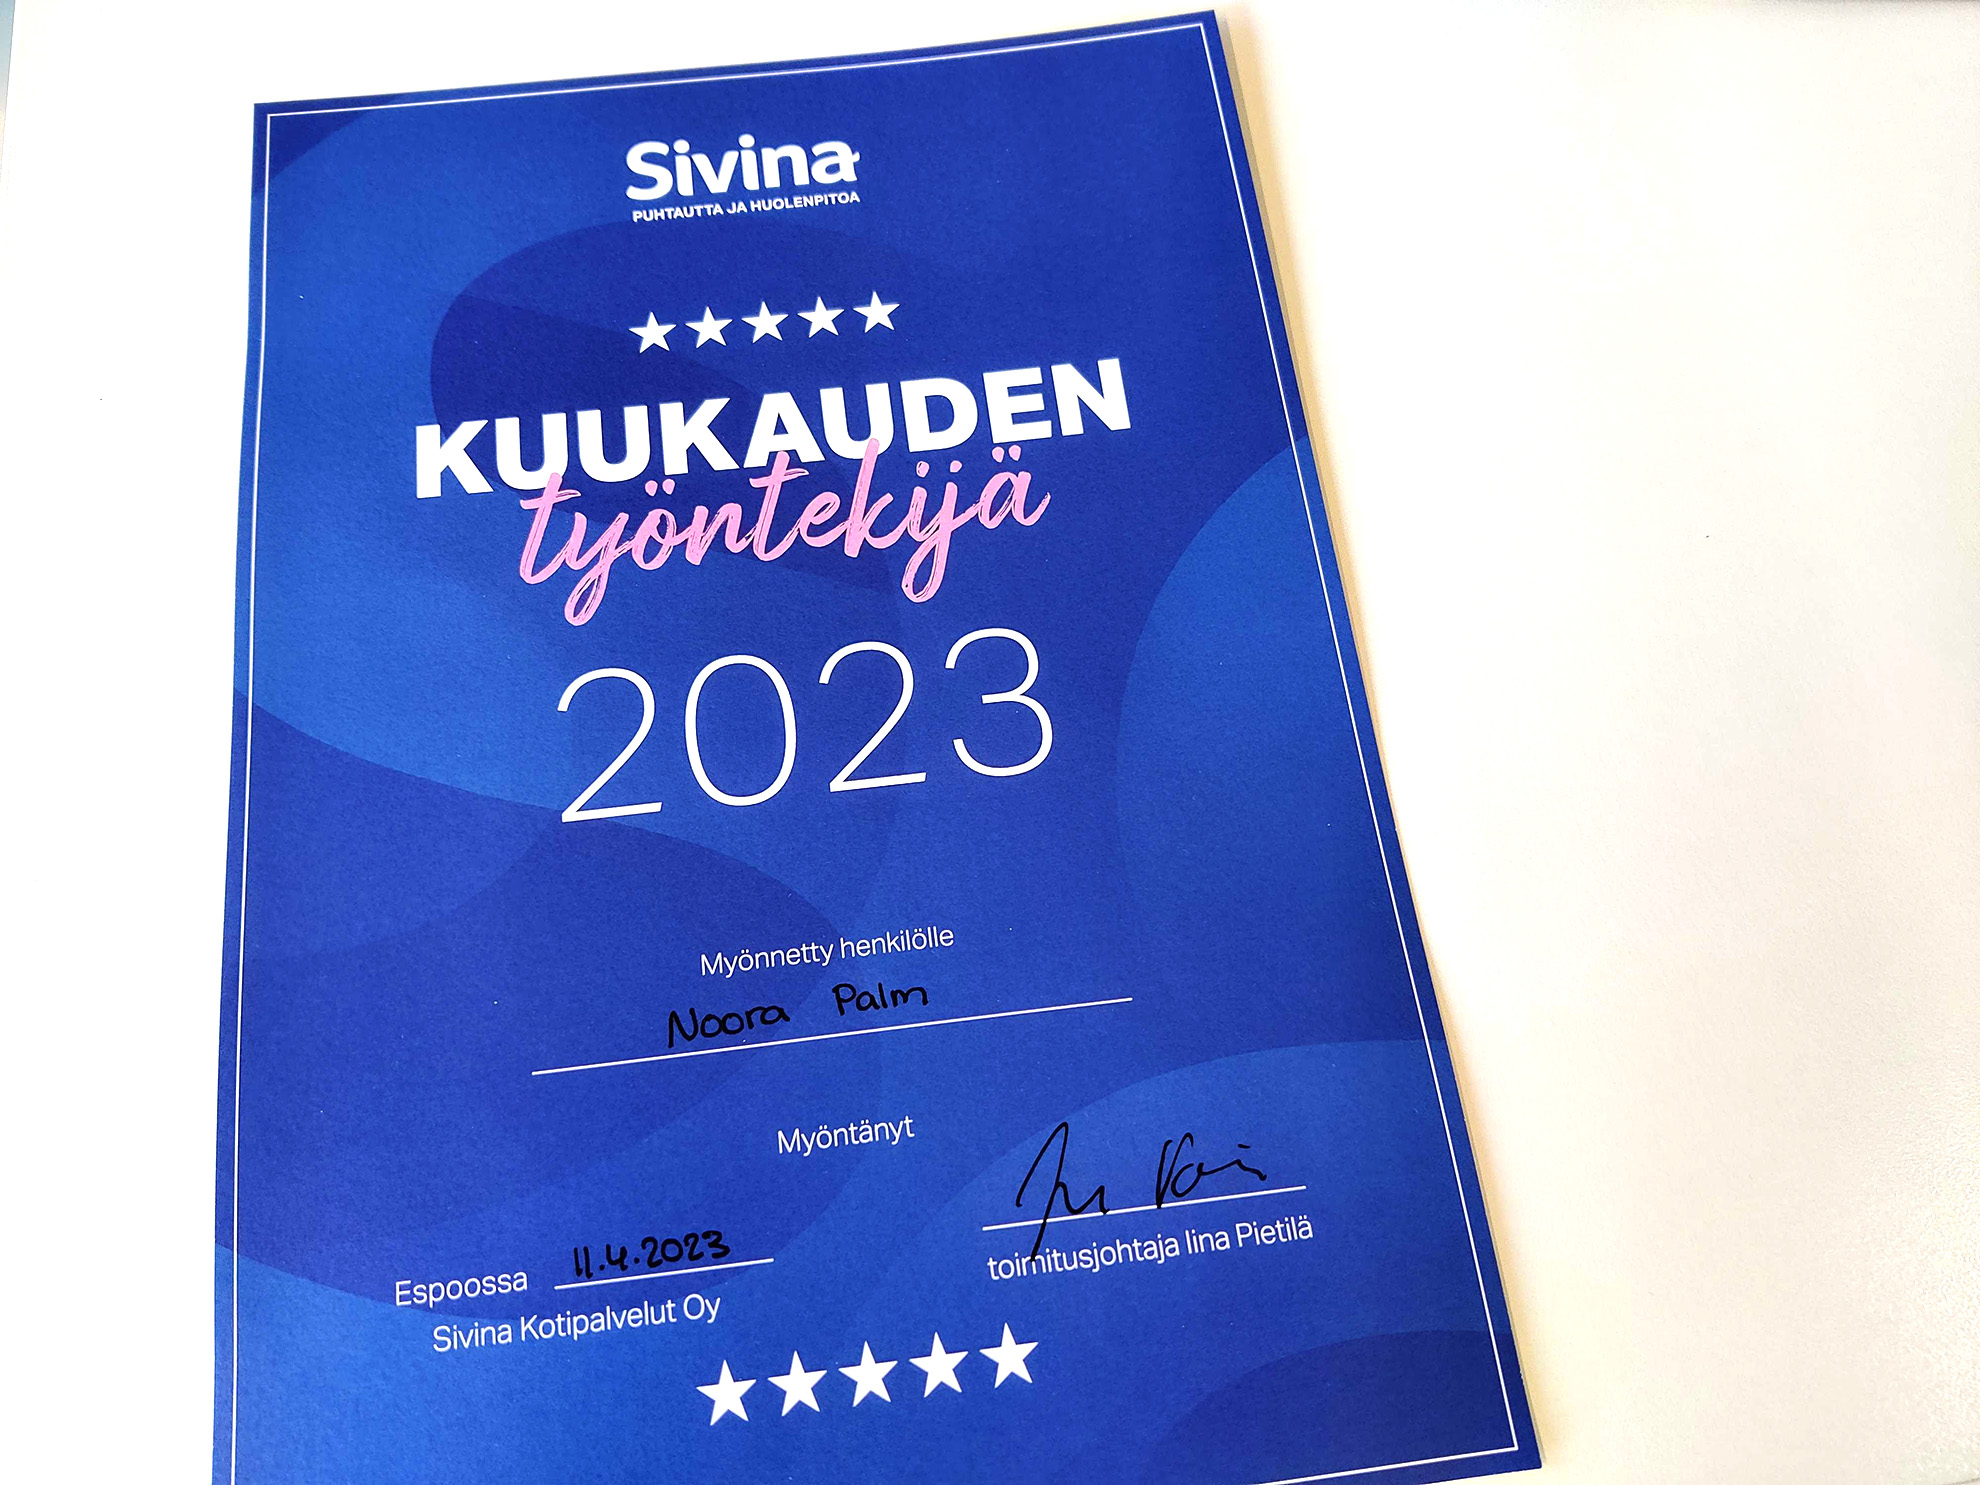 Sivina
PUHTAUTTA JA HUOLENPITOA
KUUKAUDEN
työntekijä
2023
Myönnetty henkilölle
Noora Palm
Myöntänyt
Espoossa 11.4.2023
Sivina Kotipalvelut Oy
toimitusjohtaja Iina Pietilä